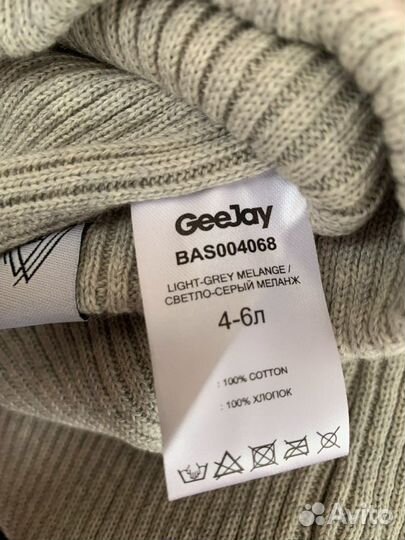 GeeJay
BAS004068
LIGHT-GREY MELANGE /
СВЕТЛО-СЕРЫЙ МЕЛАНЖ
4-6л
: 100% COTTON
: 100% ХЛОПОК
Avito